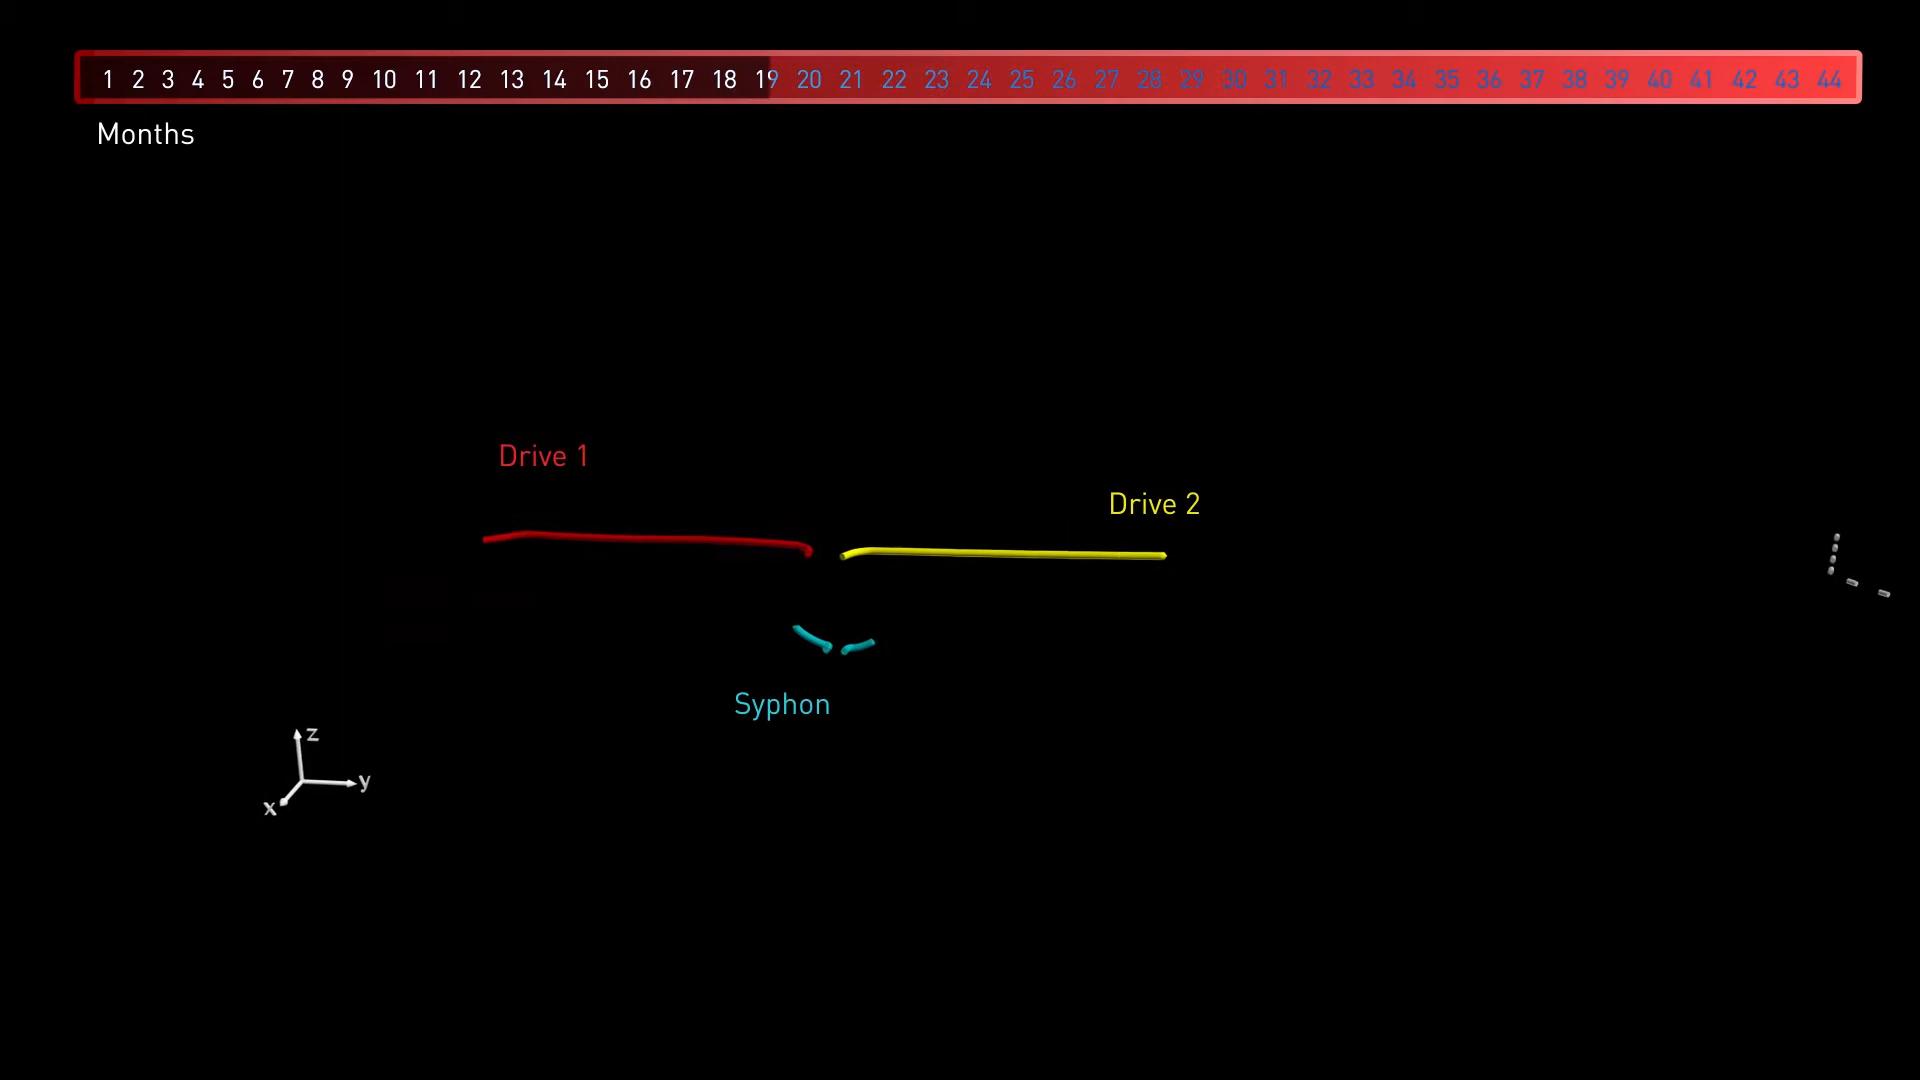 1 2 3 4 5 6 7 8 9 10 11 12 13 14 15 16 17 18 19 20 21 22 23 24 25 26 27 28 29 30 31 32 33 34 35 36 37 38 39 40 41 42 43 44
Months
Drive 1
Drive 2
Syphon
z
y
x